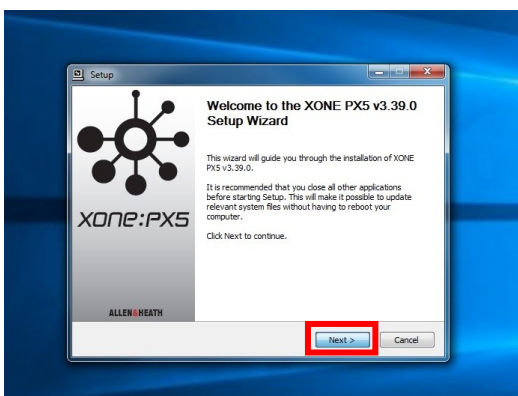 Setup
Welcome to the XONE PX5 v3.39.0
Setup Wizard
This wizard will guide you through the installation of XONE
PX5 v3.39.0.
It is recommended that you close all other applications
before starting Setup. This will make it possible to update
relevant system files without having to reboot your
computer.
Click Next to continue.
XONE:PX5
ALLEN&HEATH
Next >
Cancel